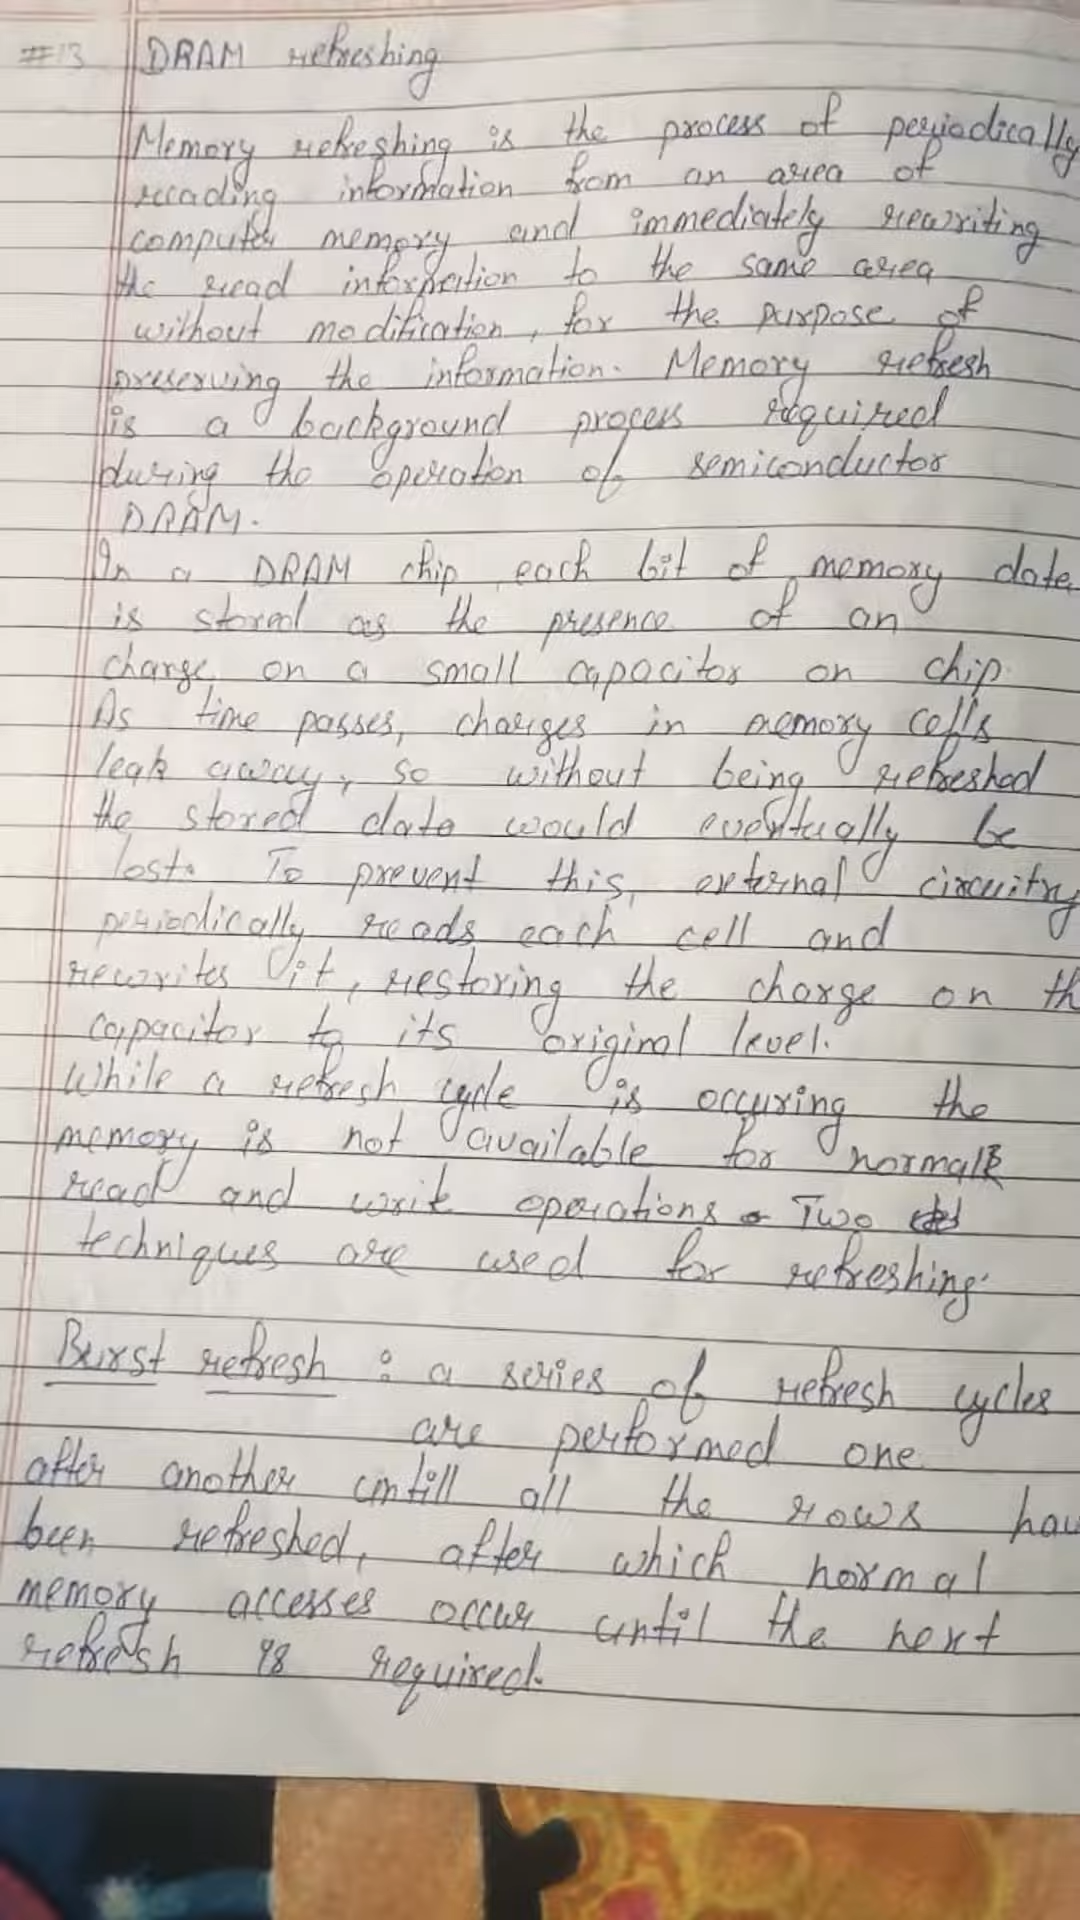 #13 DRAM refreshing
Memory refreshing is the process of periodically
reading information from an area of
computer memory and immediately rewriting
the read information to the same area
without modification, for the purpose of
preserving the information. Memory refresh
is a background process required
during the operation of semiconductor
DRAM.
In a DRAM chip each bit of memory data
is stored as the presence of an
charge on a small capacitor on chip.
As time passes, charges in memory cells
leak away, so without being refreshed
the stored data would eventually be
lost. To prevent this, external circuitry
periodically reads each cell and
rewrites it, restoring the charge on th
capacitor to its original level.
While a refresh cycle is occuring the
memory is not available for normal
read and write operations. Two
techniques are used for refreshing.
Burst refresh : a series of refresh cycles
are performed one
after another untill all the rows hav
been refreshed, after which normal
memory accesses occur until the next
refresh is required.